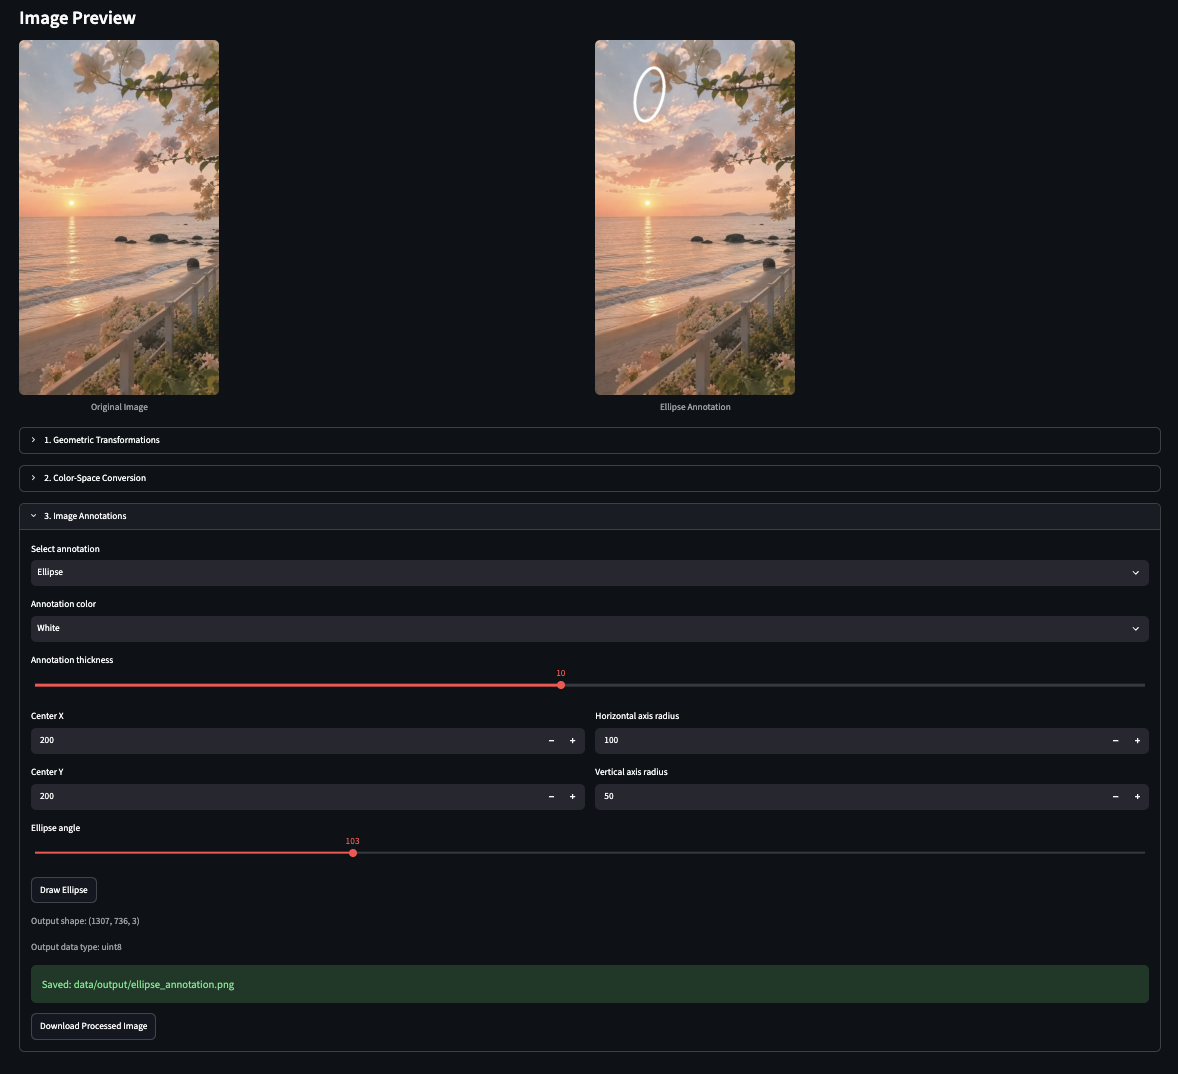 Image Preview
Original Image
Ellipse Annotation
1. Geometric Transformations
2. Color-Space Conversion
3. Image Annotations
Select annotation
Ellipse
Annotation color
White
Annotation thickness
10
Center X
Horizontal axis radius
200
100
Center Y
Vertical axis radius
200
50
Ellipse angle
103
Draw Ellipse
Output shape: (1307, 736, 3)
Output data type: uint8
Saved: data/output/ellipse_annotation.png
Download Processed Image